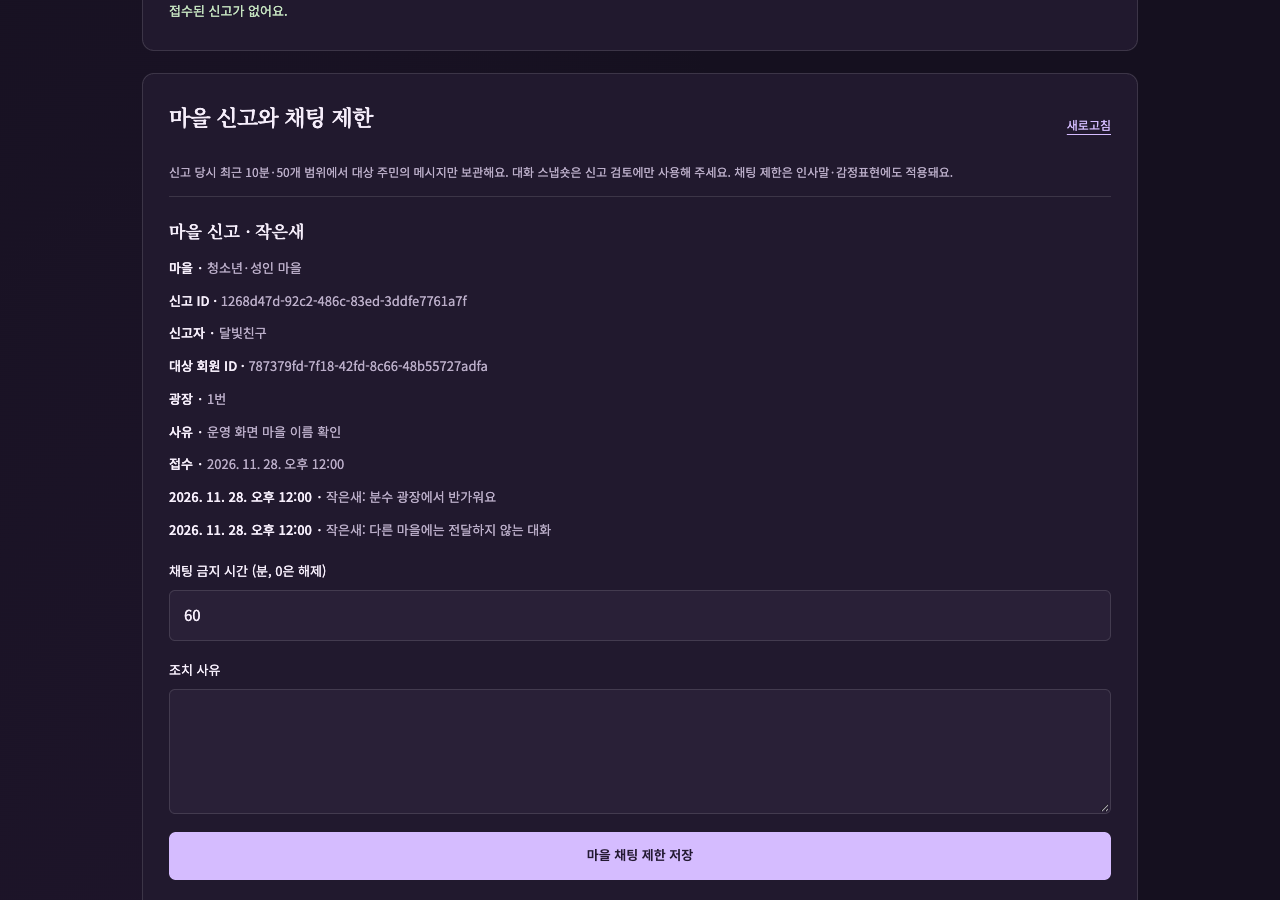 접수된 신고가 없어요.
마을 신고와 채팅 제한
새로고침
신고 당시 최근 10분·50개 범위에서 대상 주민의 메시지만 보관해요. 대화 스냅숏은 신고 검토에만 사용해 주세요. 채팅 제한은 인사말·감정표현에도 적용돼요.
마을 신고 · 작은새
마을 · 청소년·성인 마을
신고 ID · 1268d47d-92c2-486c-83ed-3ddfe7761a7f
신고자 · 달빛친구
대상 회원 ID · 787379fd-7f18-42fd-8c66-48b55727adfa
광장 · 1번
사유 · 운영 화면 마을 이름 확인
접수 · 2026. 11. 28. 오후 12:00
2026. 11. 28. 오후 12:00 · 작은새: 분수 광장에서 반가워요
2026. 11. 28. 오후 12:00 · 작은새: 다른 마을에는 전달하지 않는 대화
채팅 금지 시간 (분, 0은 해제)
60
조치 사유
마을 채팅 제한 저장